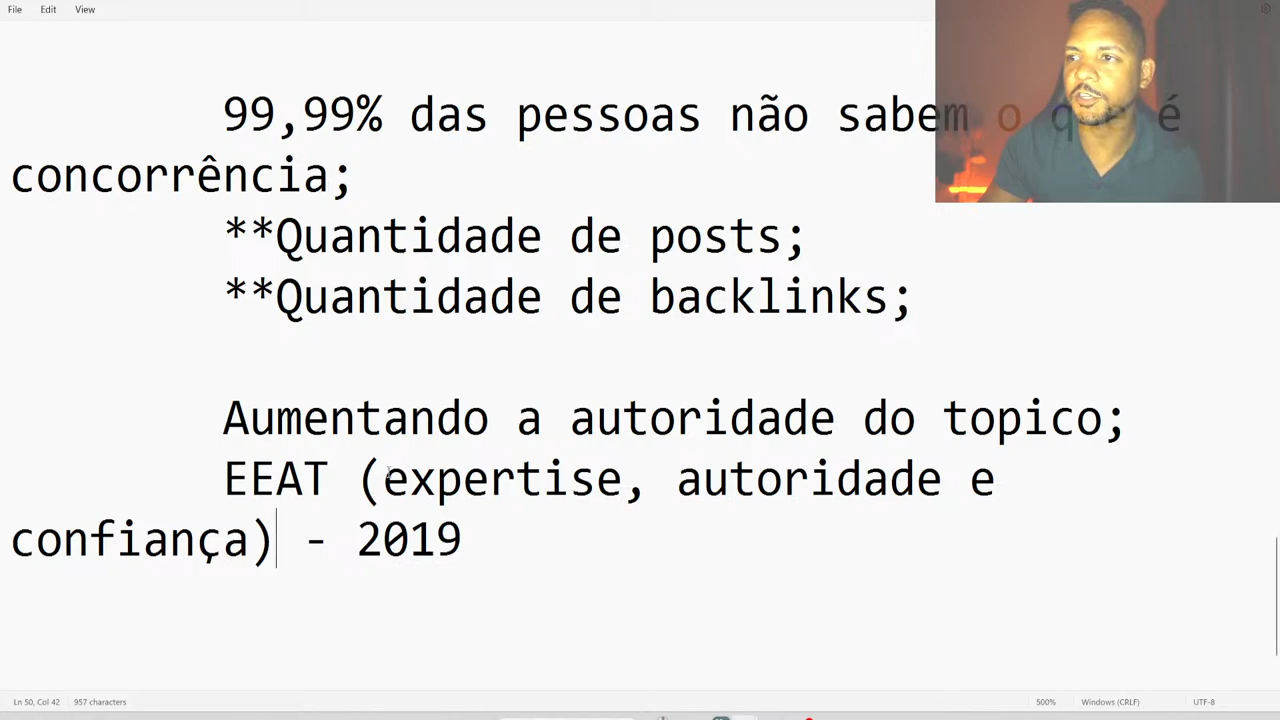 File Edit View
99,99% das pessoas não sabem o que é
concorrência;
**Quantidade de posts;
**Quantidade de backlinks;
Aumentando a autoridade do topico;
EEAT (expertise, autoridade e
confiança) - 2019
Ln 50, Col 42 957 characters 500% Windows (CRLF) UTF-8